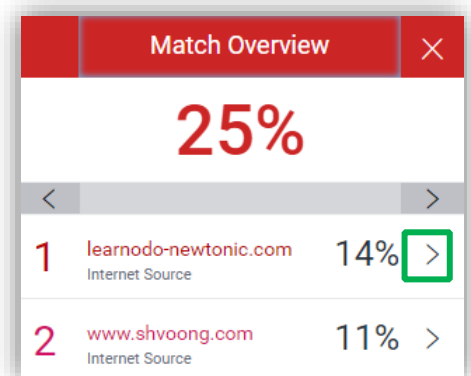 Match Overview
25%
1 learnodo-newtonic.com 14%
Internet Source
2 www.shvoong.com 11%
Internet Source